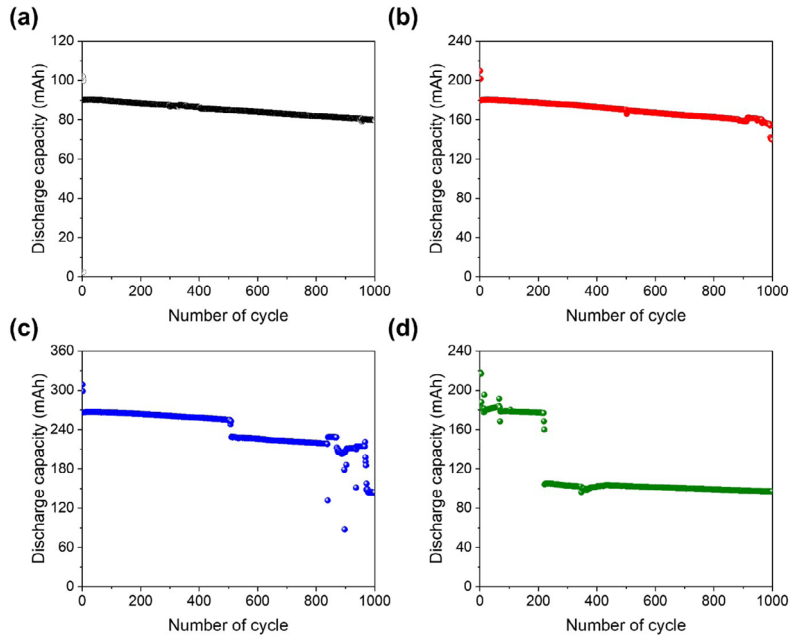 (a)
Discharge capacity (mAh)
120
100
80
60
40
20
0
0 200 400 600 800 1000
Number of cycle
(b)
Discharge capacity (mAh)
240
200
160
120
80
40
0
0 200 400 600 800 1000
Number of cycle
(c)
Discharge capacity (mAh)
360
300
240
180
120
60
0
0 200 400 600 800 1000
Number of cycle
(d)
Discharge capacity (mAh)
240
200
160
120
80
40
0
0 200 400 600 800 1000
Number of cycle